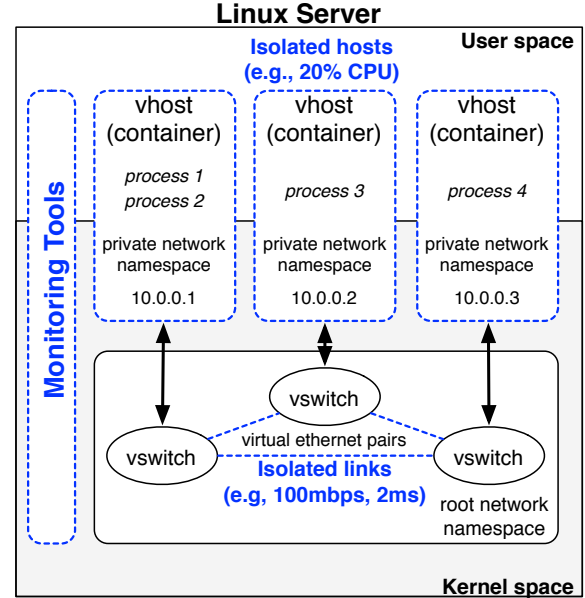 Linux Server
User space
Isolated hosts
(e.g., 20% CPU)
Monitoring Tools
vhost
(container)
process 1
process 2
private network
namespace
10.0.0.1
vhost
(container)
process 3
private network
namespace
10.0.0.2
vhost
(container)
process 4
private network
namespace
10.0.0.3
vswitch
vswitch
vswitch
virtual ethernet pairs
Isolated links
(e.g, 100mbps, 2ms)
root network
namespace
Kernel space